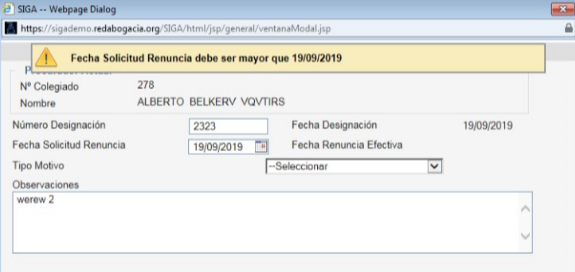 SIGA -- Webpage Dialog
https://sigademo.redabogacia.org/SIGA/html/jsp/general/ventanaModal.jsp
Fecha Solicitud Renuncia debe ser mayor que 19/09/2019
Nº Colegiado 278
Nombre ALBERTO BELKERV VQVTIRS
Número Designación 2323 Fecha Designación 19/09/2019
Fecha Solicitud Renuncia 19/09/2019 Fecha Renuncia Efectiva
Tipo Motivo --Seleccionar
Observaciones
werew 2